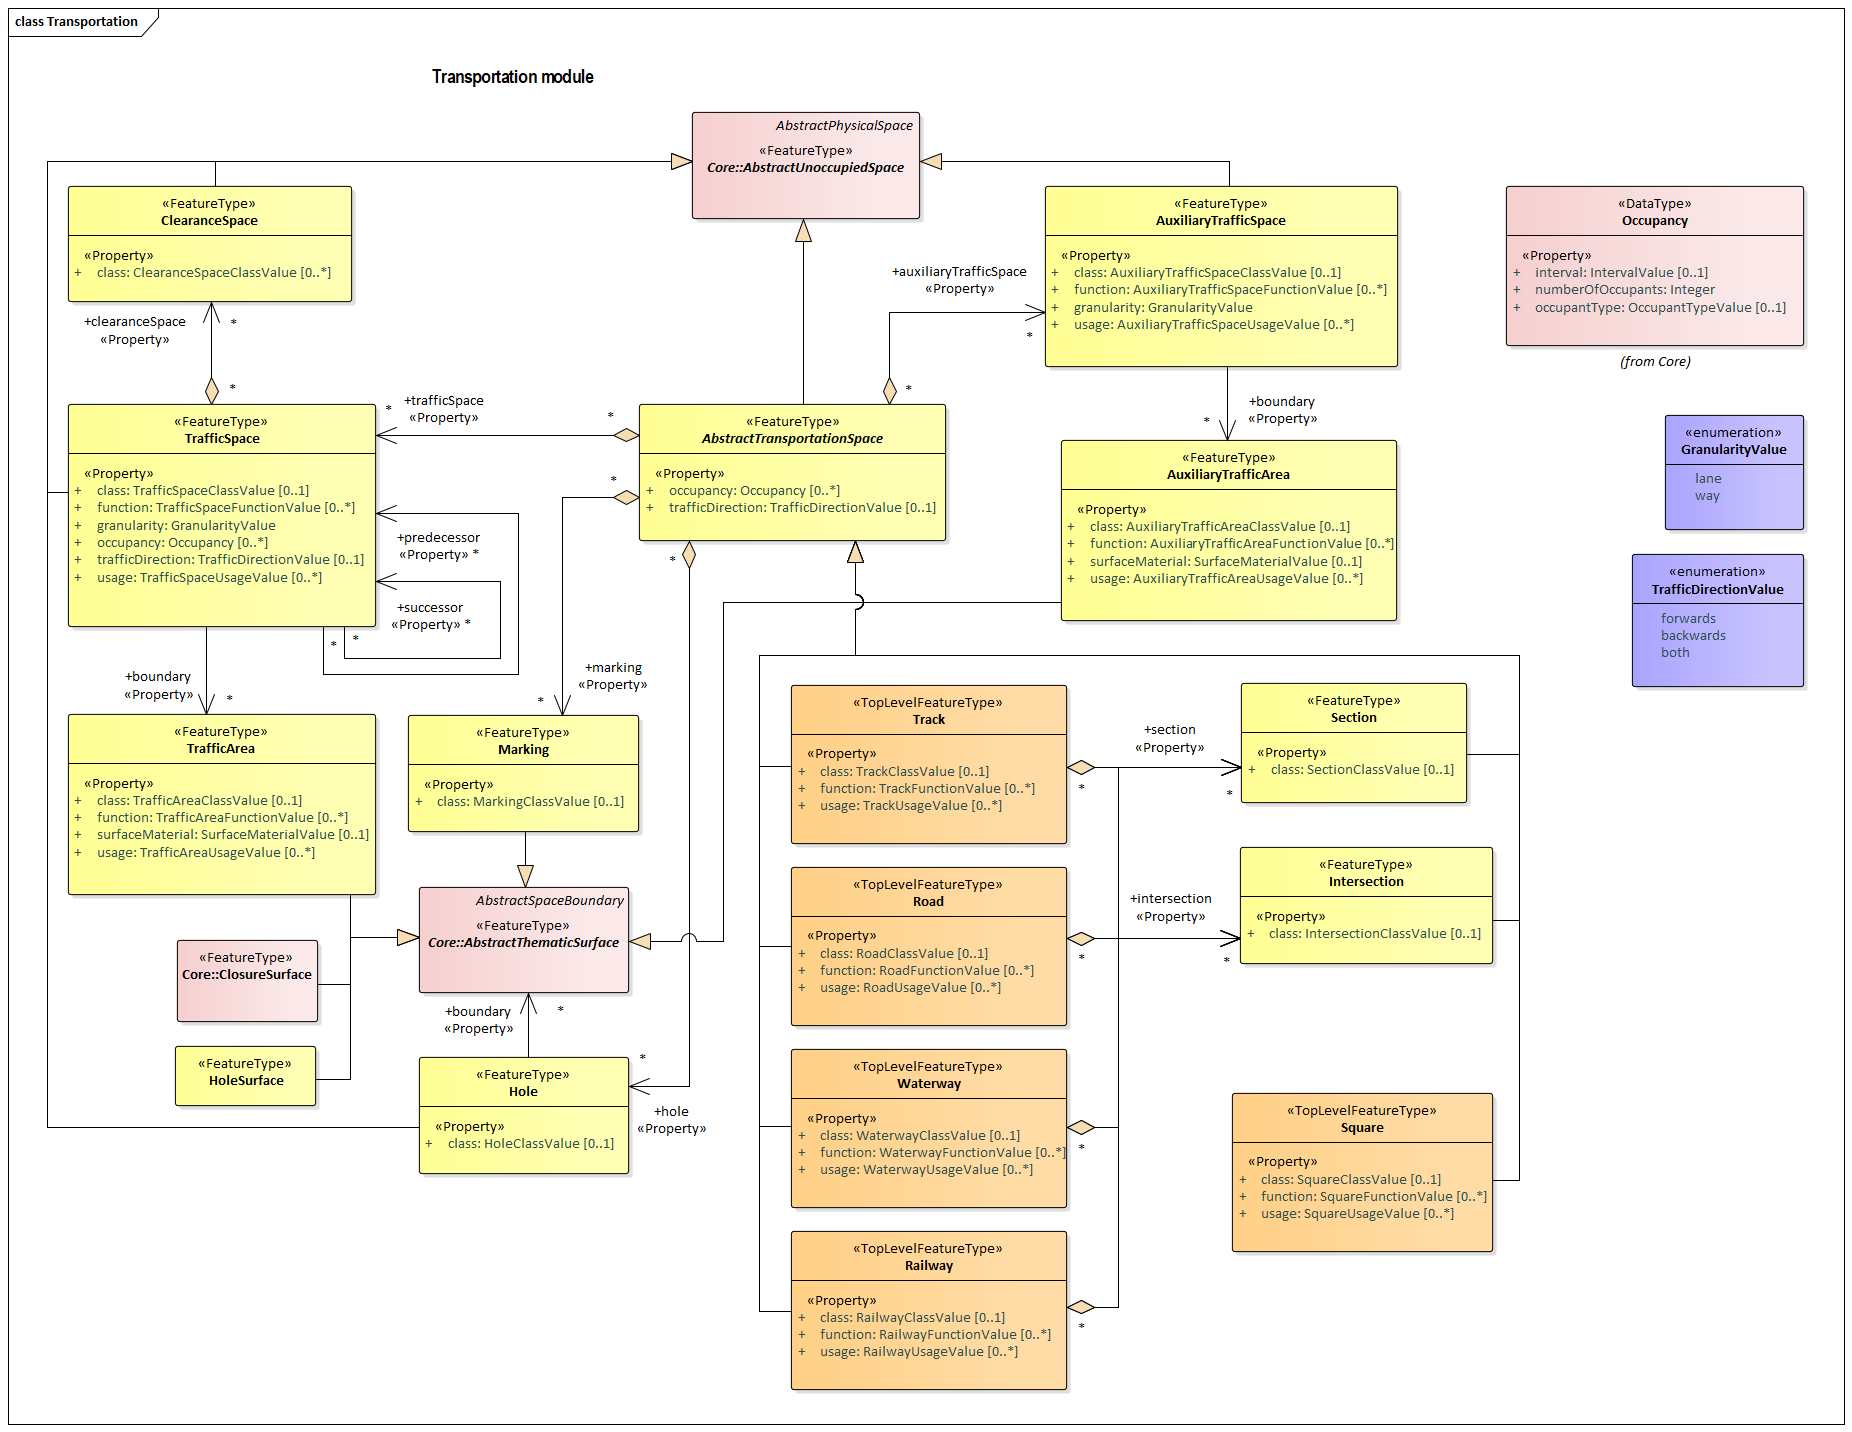 class Transportation
Transportation module
AbstractPhysicalSpace
«FeatureType»
Core::AbstractUnoccupiedSpace
«FeatureType»
ClearanceSpace
«Property»
+ class: ClearanceSpaceClassValue [0..*]
«FeatureType»
AuxiliaryTrafficSpace
«Property»
+ class: AuxiliaryTrafficSpaceClassValue [0..1]
+ function: AuxiliaryTrafficSpaceFunctionValue [0..*]
+ granularity: GranularityValue
+ usage: AuxiliaryTrafficSpaceUsageValue [0..*]
«DataType»
Occupancy
«Property»
+ interval: IntervalValue [0..1]
+ numberOfOccupants: Integer
+ occupantType: OccupantTypeValue [0..1]
(from Core)
+auxiliaryTrafficSpace
«Property»
*
*
+clearanceSpace
«Property»
*
*
«FeatureType»
TrafficSpace
«Property»
+ class: TrafficSpaceClassValue [0..1]
+ function: TrafficSpaceFunctionValue [0..*]
+ granularity: GranularityValue
+ occupancy: Occupancy [0..*]
+ trafficDirection: TrafficDirectionValue [0..1]
+ usage: TrafficSpaceUsageValue [0..*]
*
+trafficSpace
«Property»
*
«FeatureType»
AbstractTransportationSpace
«Property»
+ occupancy: Occupancy [0..*]
+ trafficDirection: TrafficDirectionValue [0..1]
*
*
+boundary
«Property»
*
«FeatureType»
AuxiliaryTrafficArea
«Property»
+ class: AuxiliaryTrafficAreaClassValue [0..1]
+ function: AuxiliaryTrafficAreaFunctionValue [0..*]
+ surfaceMaterial: SurfaceMaterialValue [0..1]
+ usage: AuxiliaryTrafficAreaUsageValue [0..*]
«enumeration»
GranularityValue
lane
way
«enumeration»
TrafficDirectionValue
forwards
backwards
both
+predecessor
«Property» *
+successor
«Property» *
*
*
+boundary
«Property»
*
+marking
«Property»
*
«FeatureType»
TrafficArea
«Property»
+ class: TrafficAreaClassValue [0..1]
+ function: TrafficAreaFunctionValue [0..*]
+ surfaceMaterial: SurfaceMaterialValue [0..1]
+ usage: TrafficAreaUsageValue [0..*]
«FeatureType»
Marking
«Property»
+ class: MarkingClassValue [0..1]
«TopLevelFeatureType»
Track
«Property»
+ class: TrackClassValue [0..1]
+ function: TrackFunctionValue [0..*]
+ usage: TrackUsageValue [0..*]
*
+section
«Property»
*
«FeatureType»
Section
«Property»
+ class: SectionClassValue [0..1]
«TopLevelFeatureType»
Road
«Property»
+ class: RoadClassValue [0..1]
+ function: RoadFunctionValue [0..*]
+ usage: RoadUsageValue [0..*]
*
+intersection
«Property»
*
«FeatureType»
Intersection
«Property»
+ class: IntersectionClassValue [0..1]
AbstractSpaceBoundary
«FeatureType»
Core::AbstractThematicSurface
«FeatureType»
Core::ClosureSurface
«FeatureType»
HoleSurface
+boundary
«Property»
*
«FeatureType»
Hole
«Property»
+ class: HoleClassValue [0..1]
*
+hole
«Property»
«TopLevelFeatureType»
Waterway
«Property»
+ class: WaterwayClassValue [0..1]
+ function: WaterwayFunctionValue [0..*]
+ usage: WaterwayUsageValue [0..*]
*
«TopLevelFeatureType»
Square
«Property»
+ class: SquareClassValue [0..1]
+ function: SquareFunctionValue [0..*]
+ usage: SquareUsageValue [0..*]
«TopLevelFeatureType»
Railway
«Property»
+ class: RailwayClassValue [0..1]
+ function: RailwayFunctionValue [0..*]
+ usage: RailwayUsageValue [0..*]
*